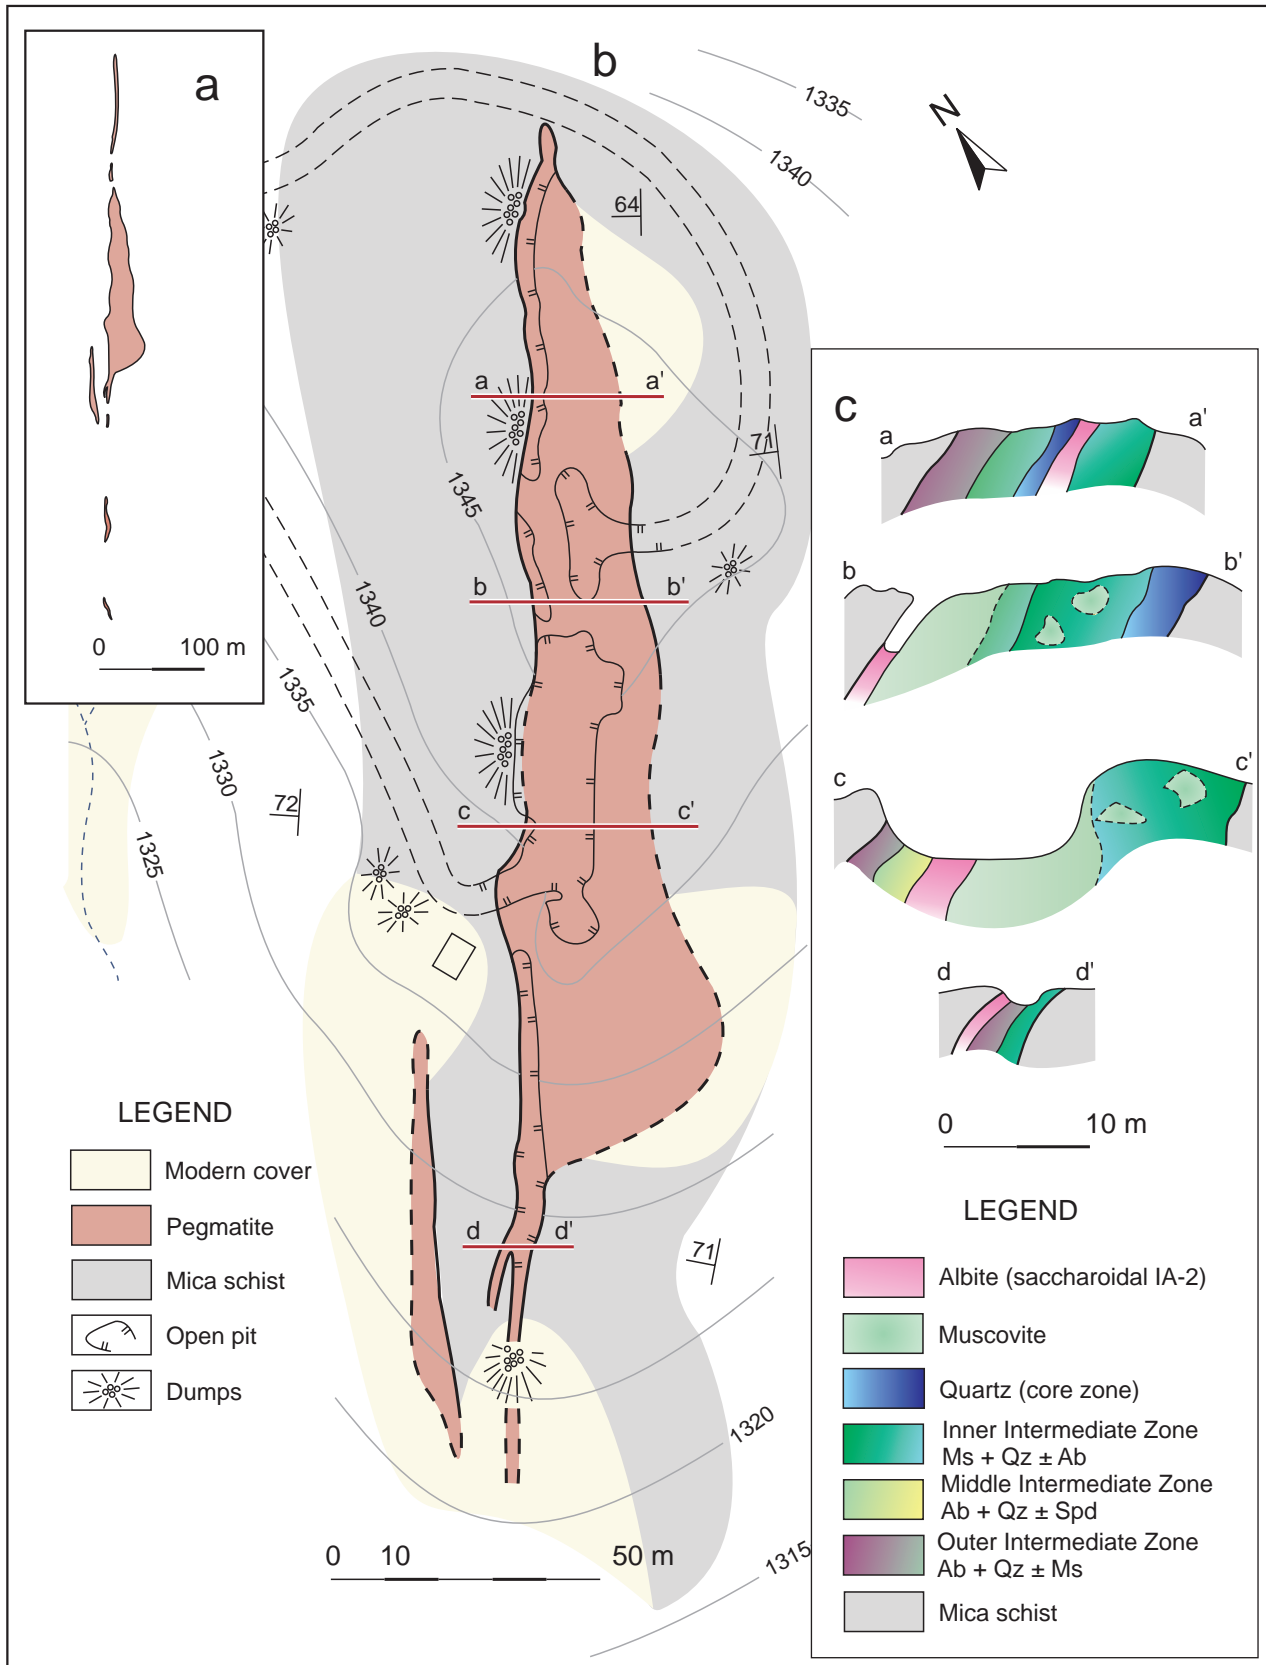 a
0 100 m
b
N
1335
1340
64
a a'
71
1345
b b'
1340
1335
1330
72
c c'
1325
d d'
71
1320
1315
0 10 50 m
LEGEND
Modern cover
Pegmatite
Mica schist
Open pit
Dumps
c
a a'
b b'
c c'
d d'
0 10 m
LEGEND
Albite (saccharoidal IA-2)
Muscovite
Quartz (core zone)
Inner Intermediate Zone
Ms + Qz ± Ab
Middle Intermediate Zone
Ab + Qz ± Spd
Outer Intermediate Zone
Ab + Qz ± Ms
Mica schist